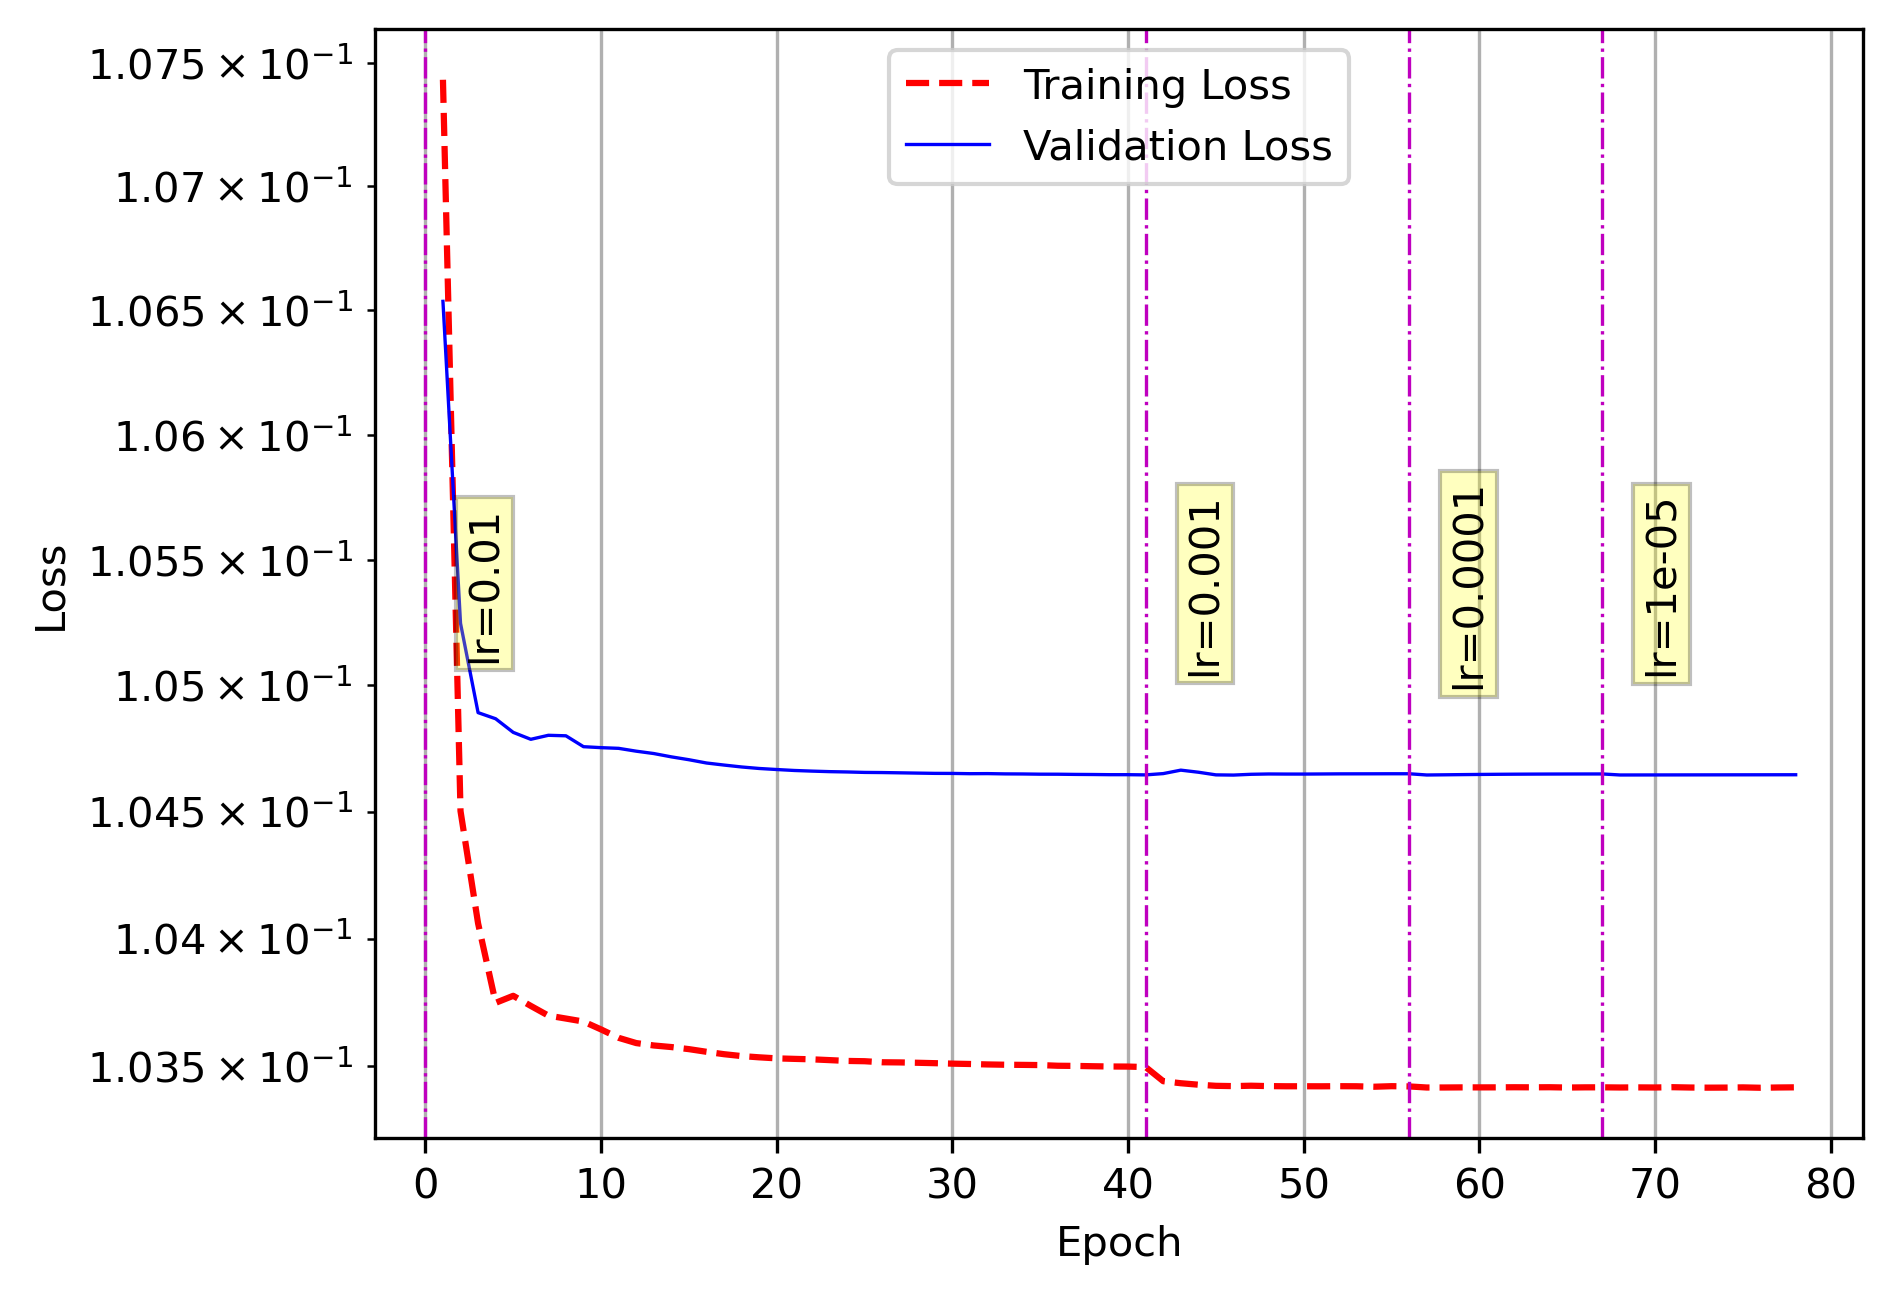 1.075 × 10⁻¹
1.07 × 10⁻¹
1.065 × 10⁻¹
1.06 × 10⁻¹
1.055 × 10⁻¹
1.05 × 10⁻¹
1.045 × 10⁻¹
1.04 × 10⁻¹
1.035 × 10⁻¹
Loss
Training Loss
Validation Loss
lr=0.01
lr=0.001
lr=0.0001
lr=1e-05
0 10 20 30 40 50 60 70 80
Epoch